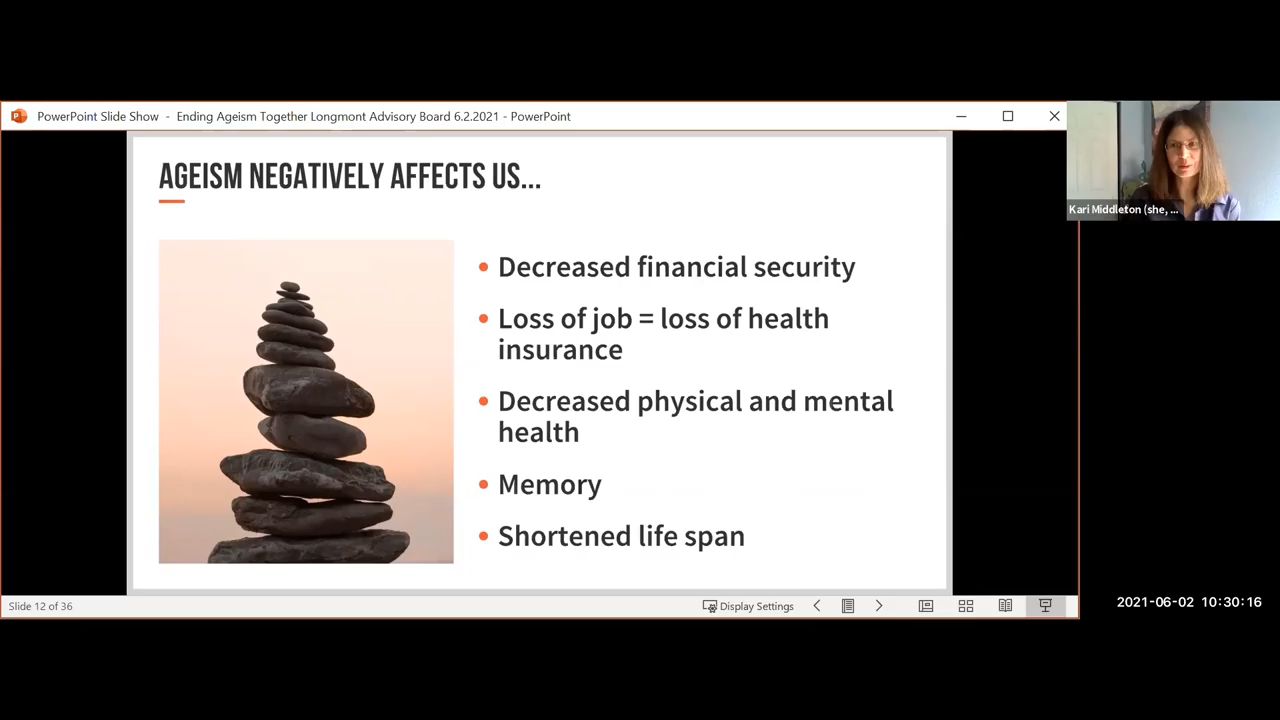 PowerPoint Slide Show - Ending Ageism Together Longmont Advisory Board 6.2.2021 - PowerPoint
AGEISM NEGATIVELY AFFECTS US...
Kari Middleton (she, ...
• Decreased financial security
• Loss of job = loss of health
insurance
• Decreased physical and mental
health
• Memory
• Shortened life span
Slide 12 of 36
Display Settings
2021-06-02 10:30:16